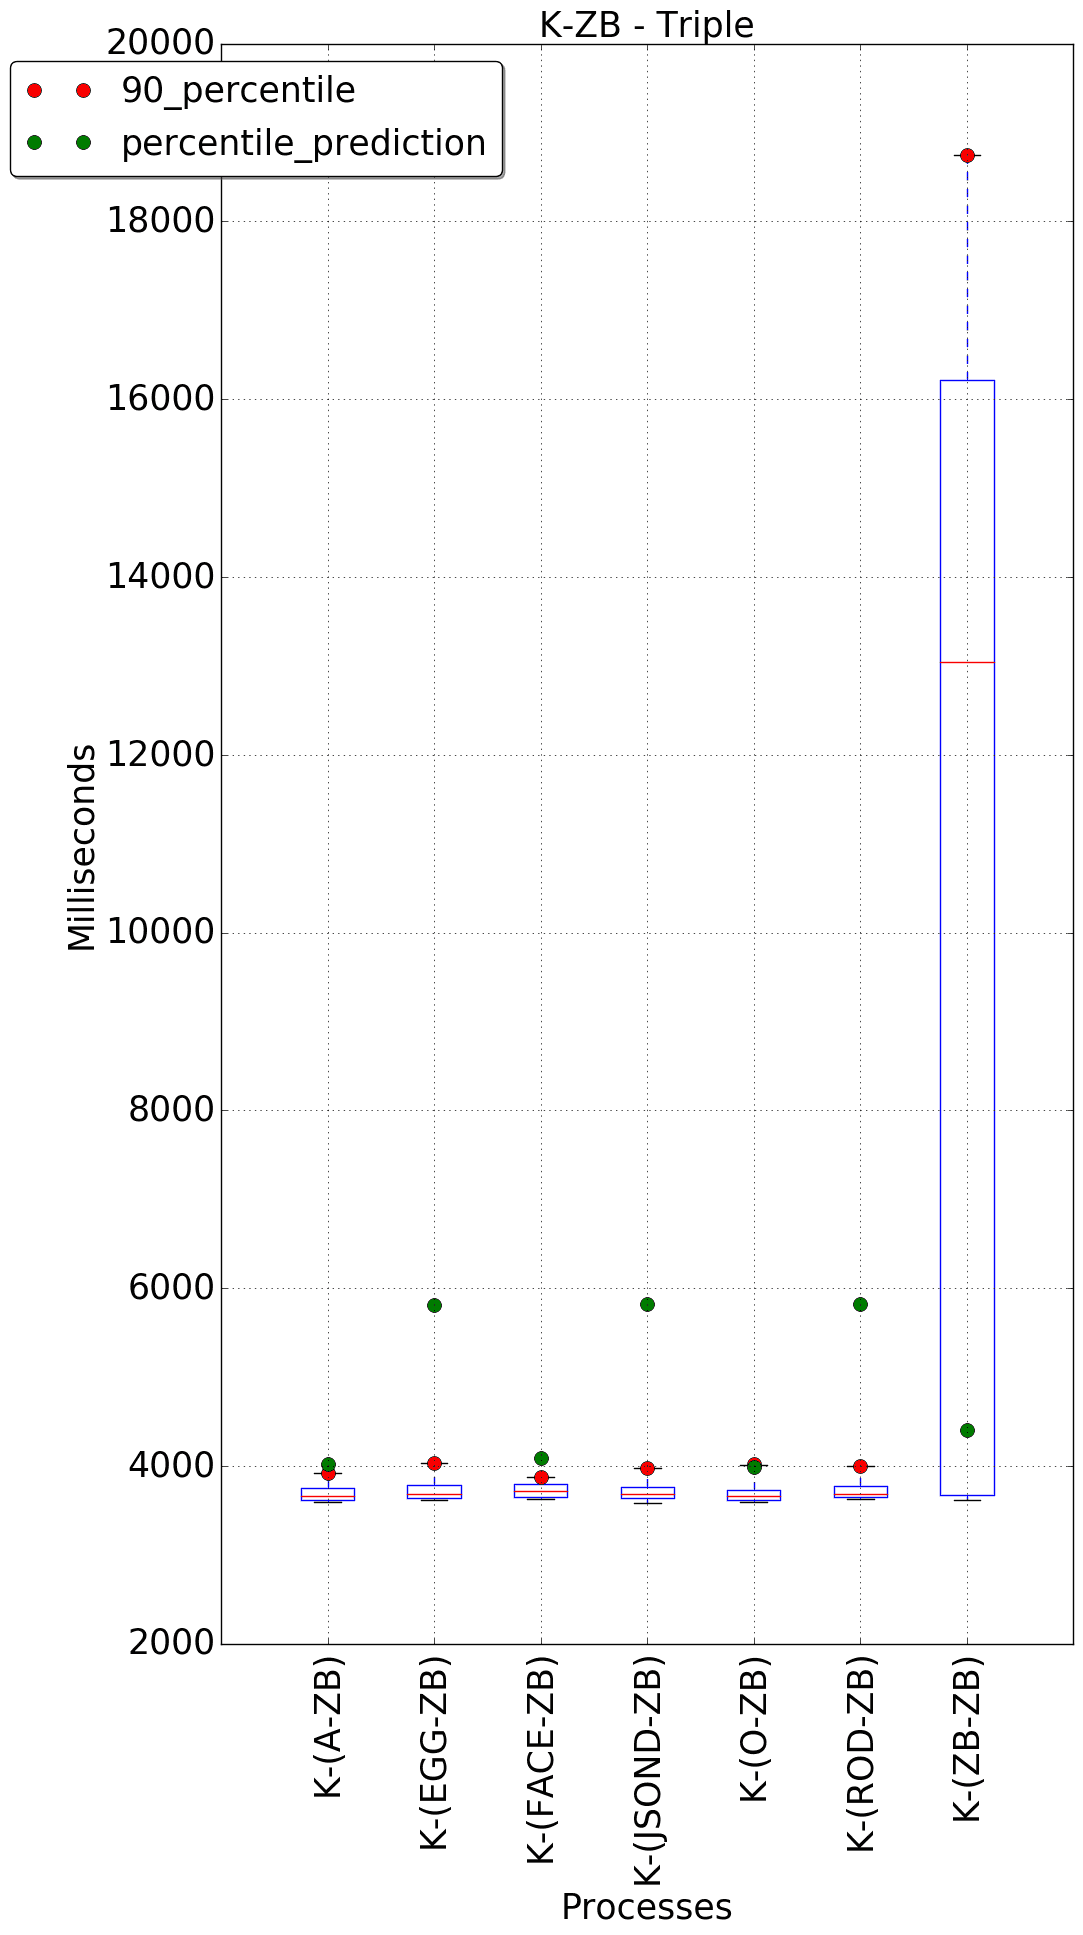 K-ZB - Triple
90_percentile
percentile_prediction
20000
18000
16000
14000
12000
10000
8000
6000
4000
2000
Milliseconds
K-(A-ZB)
K-(EGG-ZB)
K-(FACE-ZB)
K-(JSOND-ZB)
K-(O-ZB)
K-(ROD-ZB)
K-(ZB-ZB)
Processes